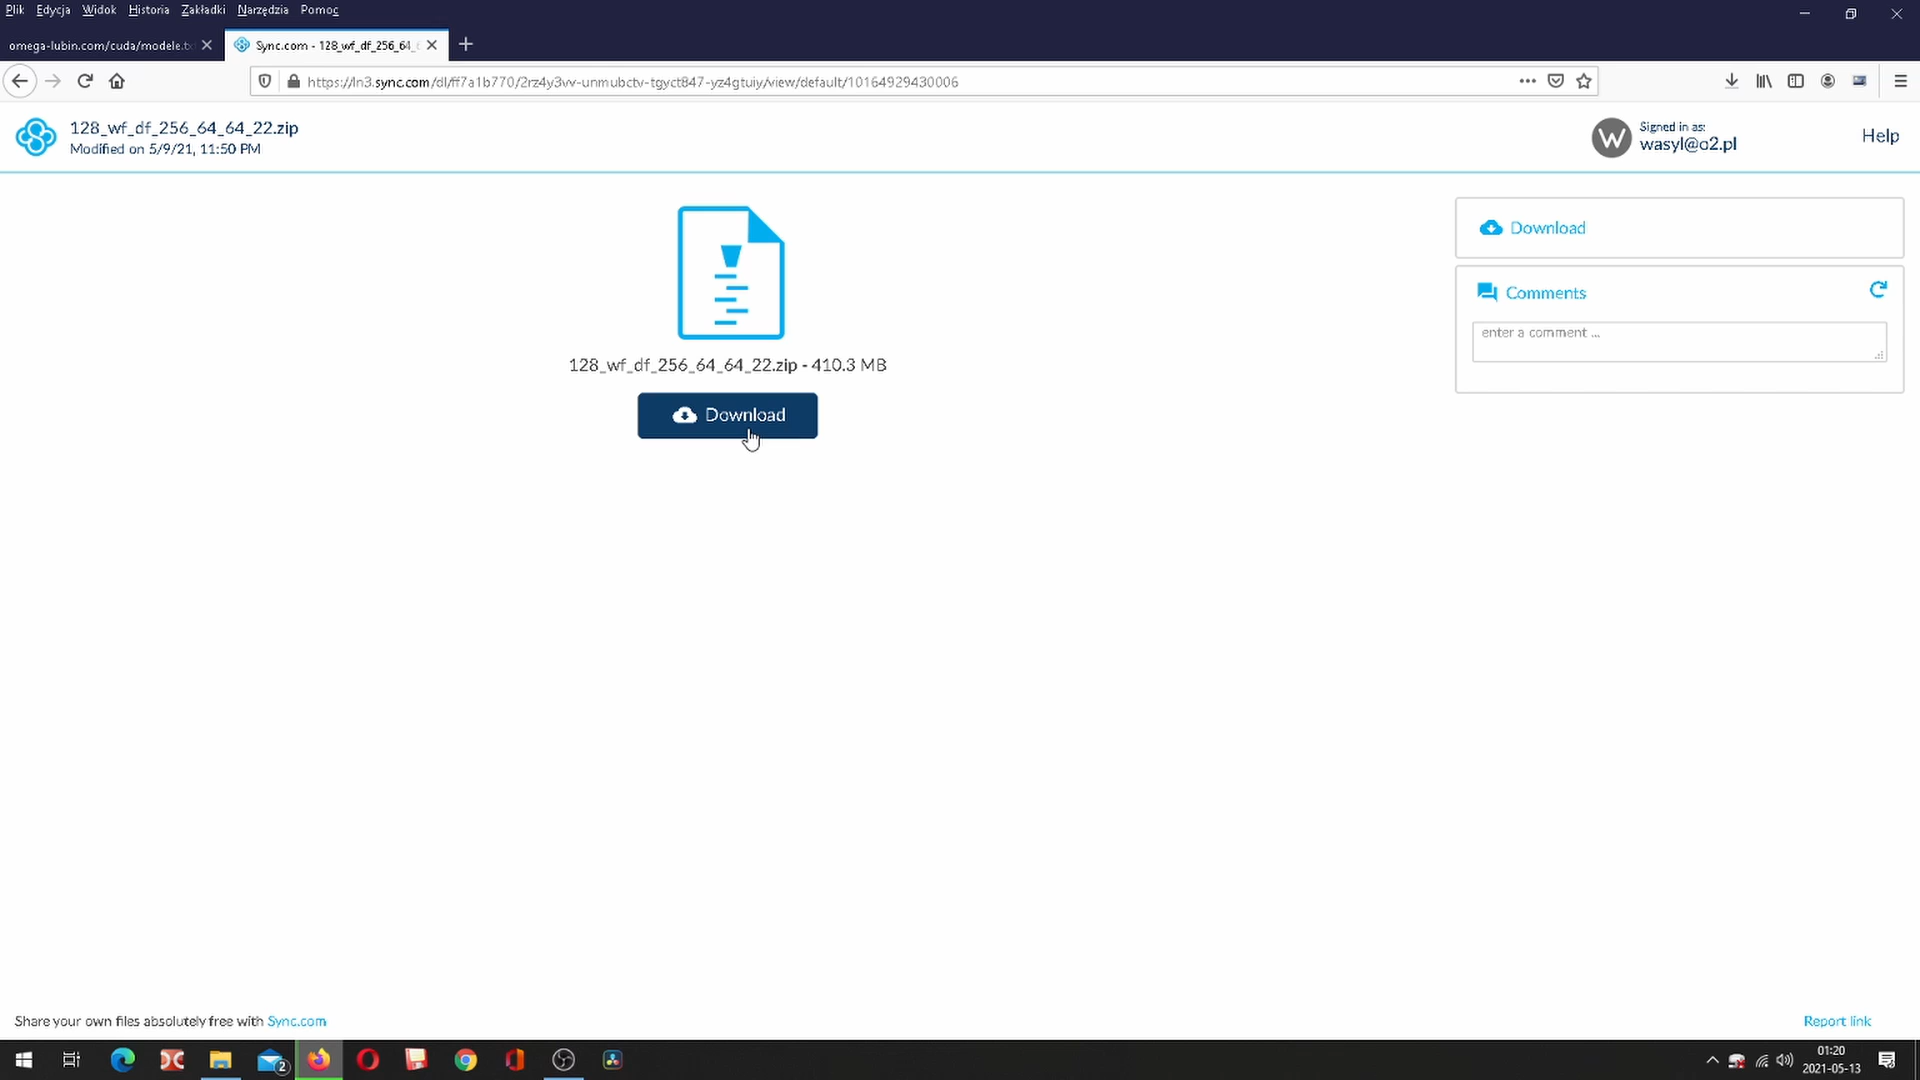 Plik Edycja Widok Historia Zakładki Narzędzia Pomoc
omega-lubin.com/cuda/modele.tx
Sync.com - 128_wf_df_256_64_6
https://ln3.sync.com/dl/ff7a1b770/2rz4y3vv-unmubctv-tgyct847-yz4gtuiy/view/default/10164929430006
128_wf_df_256_64_64_22.zip
Modified on 5/9/21, 11:50 PM
W
Signed in as:
wasyl@o2.pl
Help
128_wf_df_256_64_64_22.zip - 410.3 MB
Download
Download
Comments
enter a comment ...
Share your own files absolutely free with Sync.com
Report link
2
01:20
2021-05-13